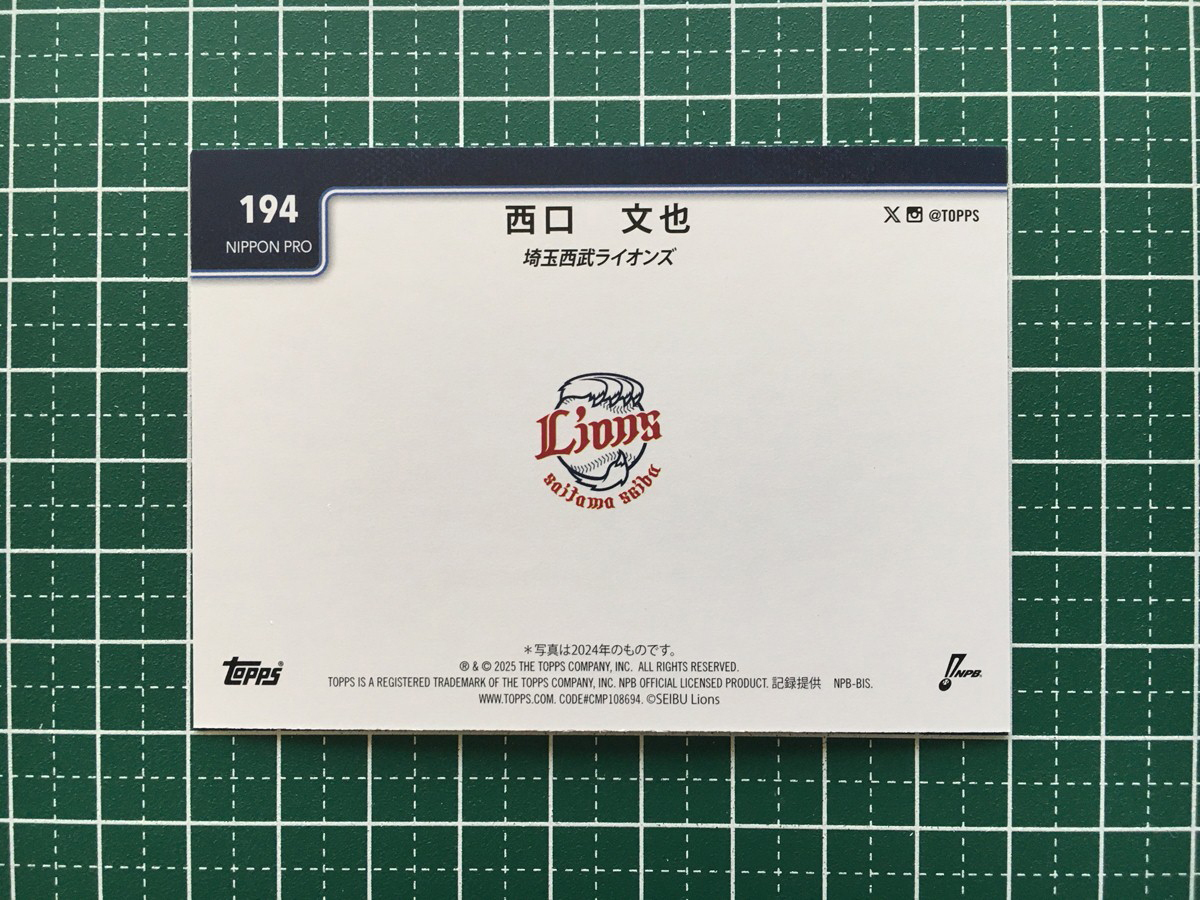 194
NIPPON PRO
西口 文也
埼玉西武ライオンズ
@TOPPS
Lions
saitama seibu
＊写真は2024年のものです。
® & © 2025 THE TOPPS COMPANY, INC. ALL RIGHTS RESERVED.
TOPPS IS A REGISTERED TRADEMARK OF THE TOPPS COMPANY, INC. NPB OFFICIAL LICENSED PRODUCT. 記録提供 NPB-BIS.
WWW.TOPPS.COM. CODE#CMP108694. ©SEIBU Lions
topps®
NPB.